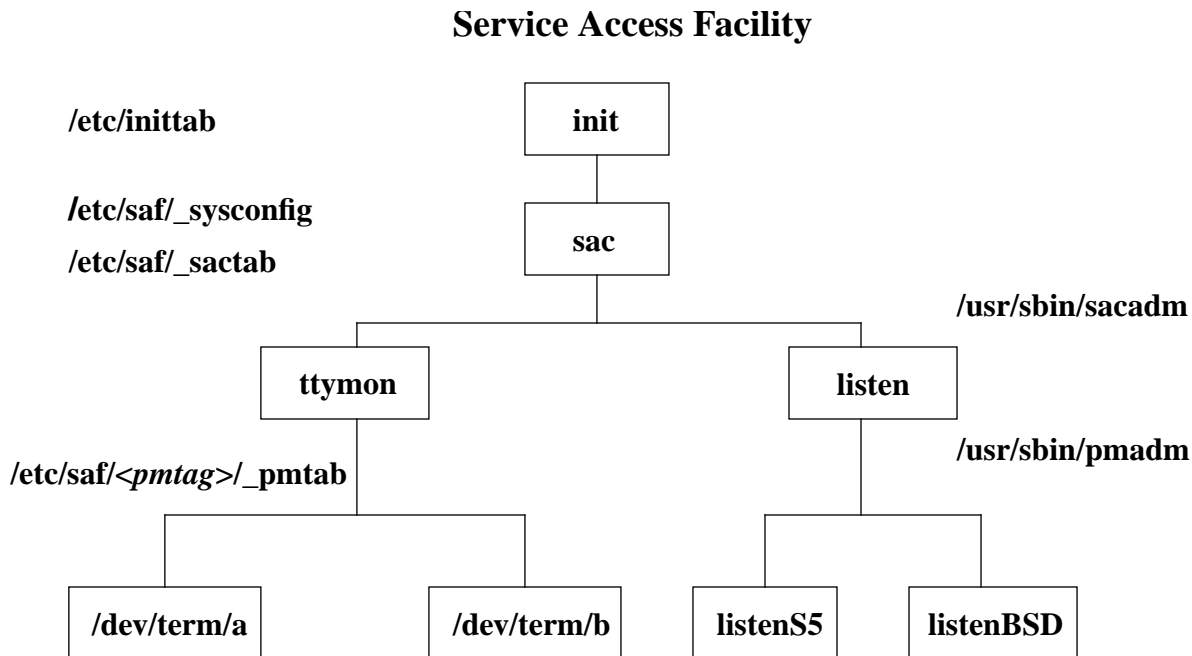 Service Access Facility
/etc/inittab
init
/etc/saf/_sysconfig
sac
/etc/saf/_sactab
/usr/sbin/sacadm
ttymon
listen
/usr/sbin/pmadm
/etc/saf/<pmtag>/_pmtab
/dev/term/a
/dev/term/b
listenS5
listenBSD